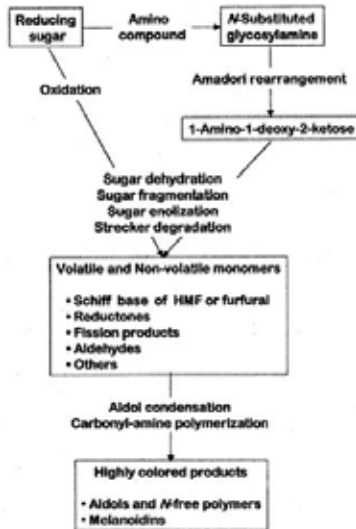 Reducing sugar
Amino compound
N-Substituted glycosylamine
Oxidation
Amadori rearrangement
1-Amino-1-deoxy-2-ketose
Sugar dehydration
Sugar fragmentation
Sugar enolization
Strecker degradation
Volatile and Non-volatile monomers
• Schiff base of HMF or furfural
• Reductones
• Fission products
• Aldehydes
• Others
Aldol condensation
Carbonyl-amine polymerization
Highly colored products
• Aldols and N-free polymers
• Melanoidins